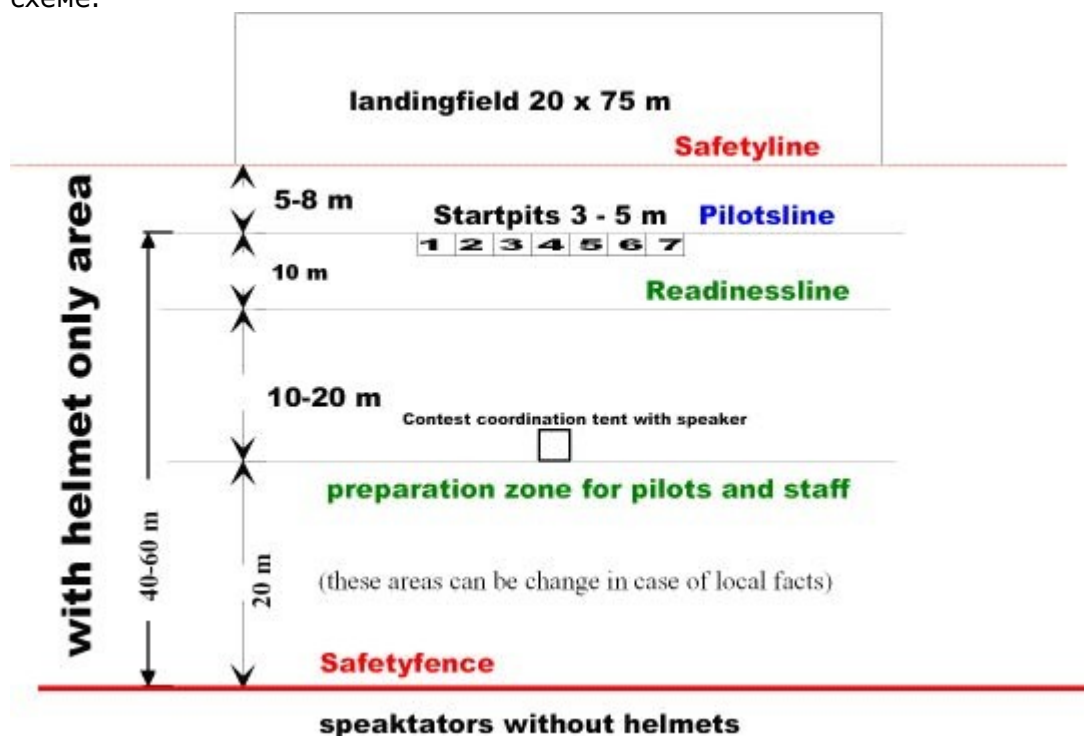 схеме:
landingfield 20 x 75 m
Safetyline
5-8 m
Startpits 3 - 5 m
Pilotsline
1 2 3 4 5 6 7
10 m
Readinessline
10-20 m
Contest coordination tent with speaker
preparation zone for pilots and staff
with helmet only area
40-60 m
20 m
(these areas can be change in case of local facts)
Safetyfence
speaktators without helmets